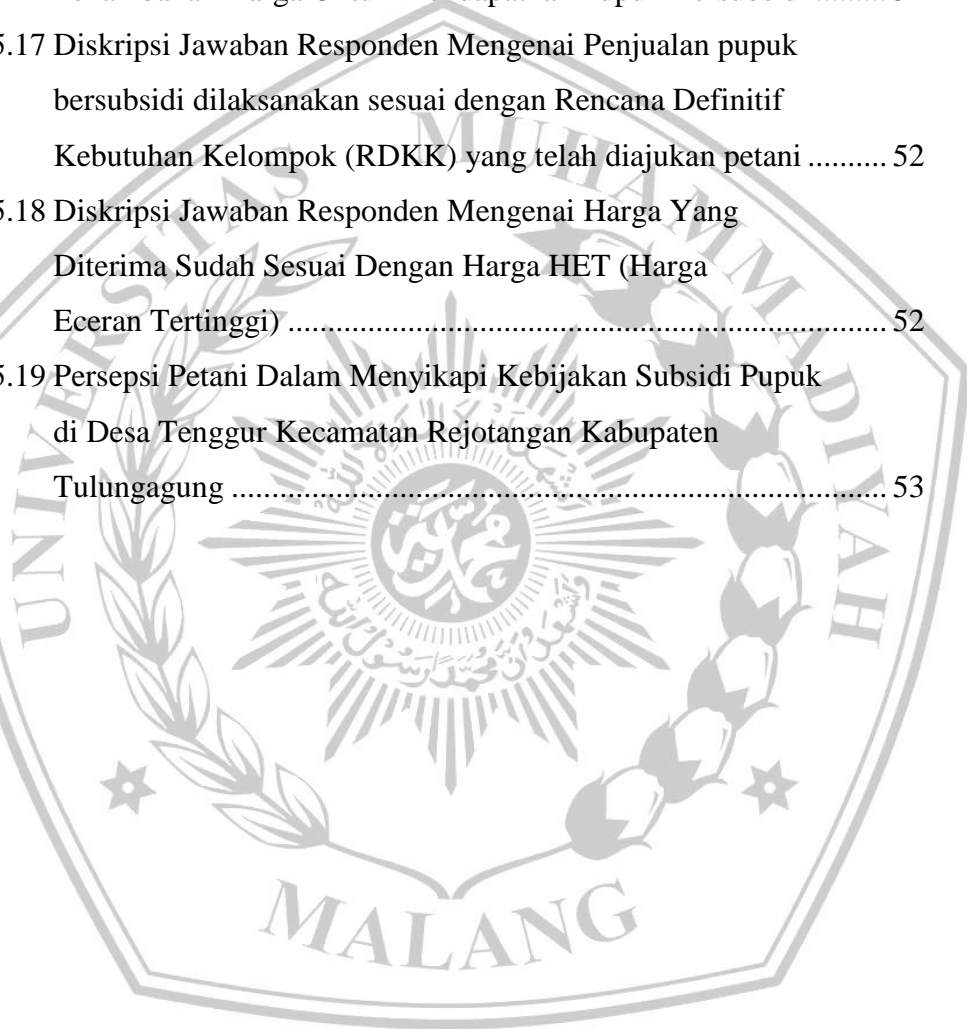 5.17 Diskripsi Jawaban Responden Mengenai Penjualan pupuk
bersubsidi dilaksanakan sesuai dengan Rencana Definitif
Kebutuhan Kelompok (RDKK) yang telah diajukan petani .......... 52
5.18 Diskripsi Jawaban Responden Mengenai Harga Yang
Diterima Sudah Sesuai Dengan Harga HET (Harga
Eceran Tertinggi) ........................................................................... 52
5.19 Persepsi Petani Dalam Menyikapi Kebijakan Subsidi Pupuk
di Desa Tenggur Kecamatan Rejotangan Kabupaten
Tulungagung .................................................................................. 53
UNIVERSITAS MUHAMMADIYAH
MALANG